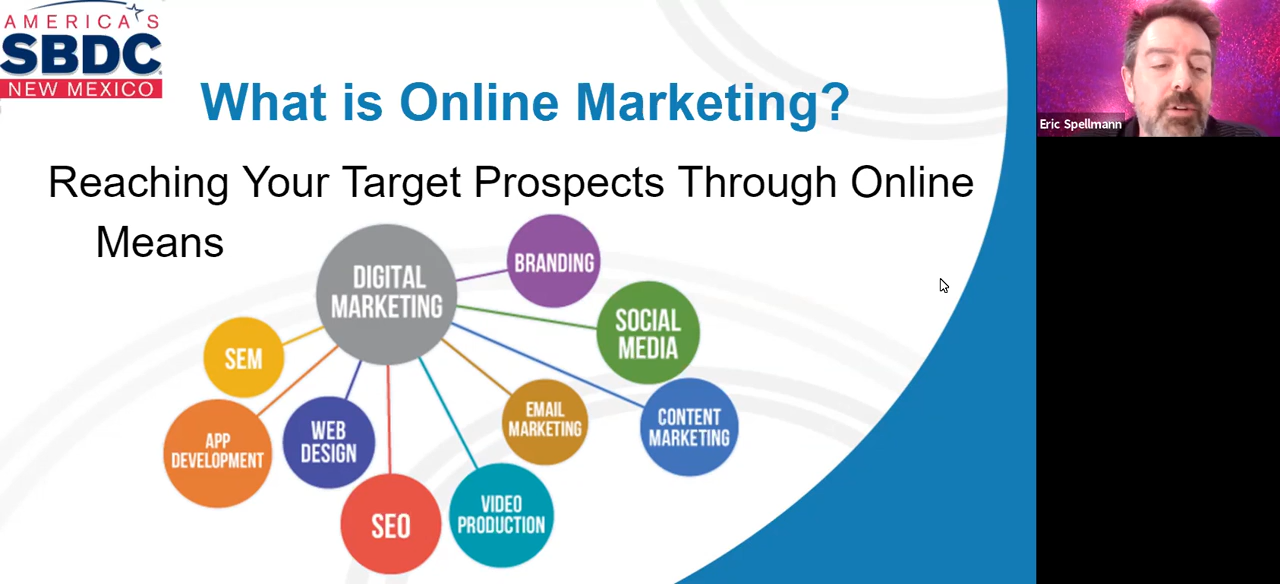 AMERICA'S
SBDC
NEW MEXICO
What is Online Marketing?
Reaching Your Target Prospects Through Online
Means
DIGITAL
MARKETING
BRANDING
SOCIAL
MEDIA
SEM
APP
DEVELOPMENT
WEB
DESIGN
EMAIL
MARKETING
CONTENT
MARKETING
SEO
VIDEO
PRODUCTION
Eric Spellmann